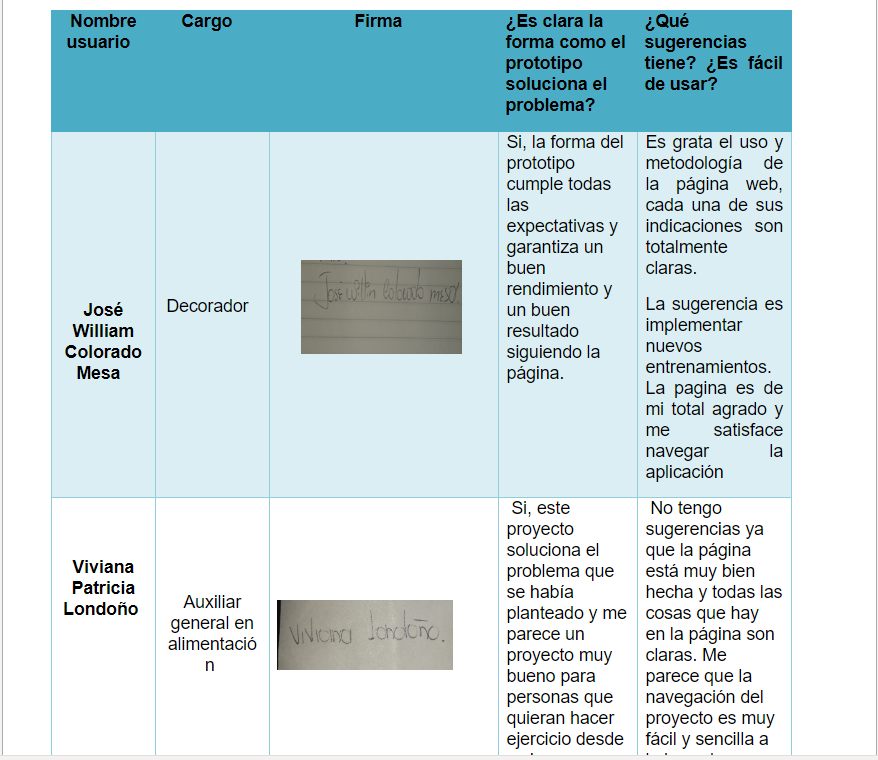 Nombre usuario
Cargo
Firma
¿Es clara la
forma como el
prototipo
soluciona el
problema?
¿Qué
sugerencias
tiene? ¿Es fácil
de usar?
José
William
Colorado
Mesa
Decorador
José willin Colorado mesa
Si, la forma del
prototipo
cumple todas
las
expectativas y
garantiza un
buen
rendimiento y
un buen
resultado
siguiendo la
página.
Es grata el uso y
metodología de
la página web,
cada una de sus
indicaciones son
totalmente
claras.
La sugerencia es
implementar
nuevos
entrenamientos.
La pagina es de
mi total agrado y
me satisface
navegar la
aplicación
Viviana
Patricia
Londoño
Auxiliar
general en
alimentació
n
Viviana londoño.
Si, este
proyecto
soluciona el
problema que
se había
planteado y me
parece un
proyecto muy
bueno para
personas que
quieran hacer
ejercicio desde
No tengo
sugerencias ya
que la página
está muy bien
hecha y todas las
cosas que hay
en la página son
claras. Me
parece que la
navegación del
proyecto es muy
fácil y sencilla a